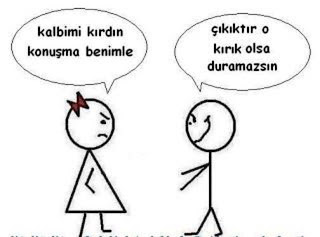 kalbimi kırdın
konuşma benimle
çıkıktır o
kırık olsa
duramazsın